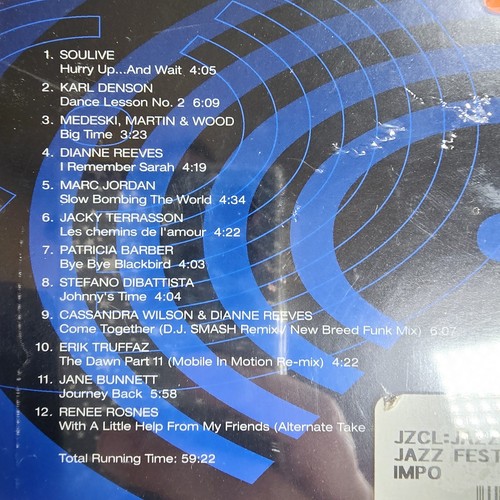 1. SOULIVE
Hurry Up...And Wait 4:05
2. KARL DENSON
Dance Lesson No. 2 6:09
3. MEDESKI, MARTIN & WOOD
Big Time 3:23
4. DIANNE REEVES
I Remember Sarah 4:19
5. MARC JORDAN
Slow Bombing The World 4:34
6. JACKY TERRASSON
Les chemins de l'amour 4:22
7. PATRICIA BARBER
Bye Bye Blackbird 4:03
8. STEFANO DIBATTISTA
Johnny's Time 4:04
9. CASSANDRA WILSON & DIANNE REEVES
Come Together (D.J. SMASH Remix / New Breed Funk Mix) 6:07
10. ERIK TRUFFAZ
The Dawn Part 11 (Mobile In Motion Re-mix) 4:22
11. JANE BUNNETT
Journey Back 5:58
12. RENEE ROSNES
With A Little Help From My Friends (Alternate Take
Total Running Time: 59:22
JZCL:JAZZ
JAZZ FEST
IMPO